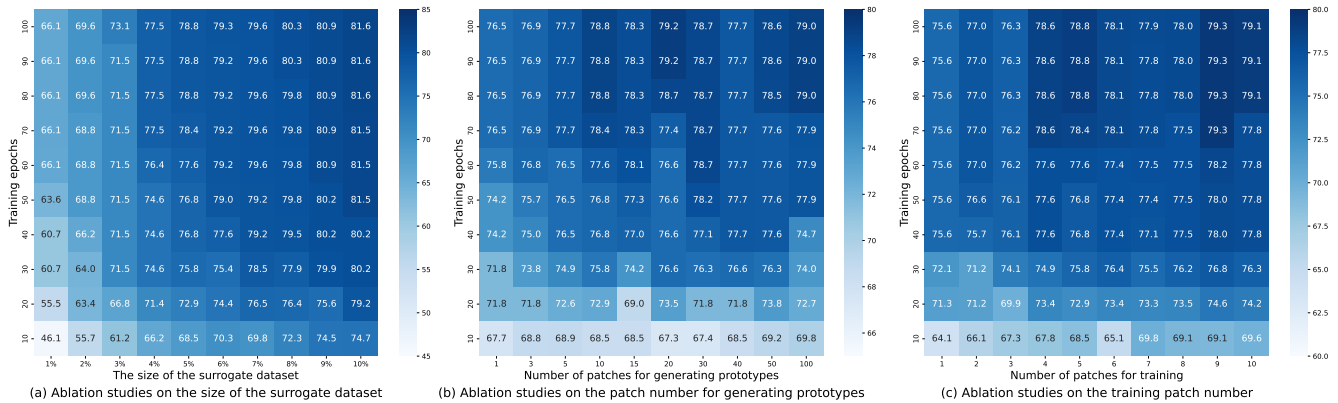 100 66.1 69.6 73.1 77.5 78.8 79.3 79.6 80.3 80.9 81.6
90 66.1 69.6 71.5 77.5 78.8 79.2 79.6 80.3 80.9 81.6
80 66.1 69.6 71.5 77.5 78.8 79.2 79.6 79.8 80.9 81.6
70 66.1 68.8 71.5 77.5 78.4 79.2 79.6 79.8 80.9 81.5
60 66.1 68.8 71.5 76.4 77.6 79.2 79.6 79.8 80.9 81.5
50 63.6 68.8 71.5 74.6 76.8 79.0 79.2 79.8 80.2 81.5
40 60.7 66.2 71.5 74.6 76.8 77.6 79.2 79.5 80.2 80.2
30 60.7 64.0 71.5 74.6 75.8 75.4 78.5 77.9 79.9 80.2
20 55.5 63.4 66.8 71.4 72.9 74.4 76.5 76.4 75.6 79.2
10 46.1 55.7 61.2 66.2 68.5 70.3 69.8 72.3 74.5 74.7
1% 2% 3% 4% 5% 6% 7% 8% 9% 10%
Training epochs
The size of the surrogate dataset
85
80
75
70
65
60
55
50
45
(a) Ablation studies on the size of the surrogate dataset
100 76.5 76.9 77.7 78.8 78.8 79.2 78.7 78.7 78.6 79.0
90 76.5 76.9 77.7 78.8 78.3 79.2 78.7 77.7 78.6 79.0
80 76.5 76.9 77.7 78.8 78.3 78.7 78.7 77.7 78.5 79.0
70 76.5 76.9 77.7 78.4 78.3 77.4 78.7 77.6 77.6 77.9
60 75.8 76.8 76.5 77.6 78.1 76.6 78.7 77.7 77.6 77.9
50 74.2 75.7 76.5 76.8 77.3 76.6 78.2 77.7 77.6 77.9
40 74.2 75.0 76.5 76.8 77.0 76.6 77.1 77.7 77.6 74.7
30 71.8 73.8 74.9 75.8 74.2 76.6 76.3 76.6 76.3 74.0
20 71.8 71.8 72.6 72.9 69.0 73.5 71.8 71.8 73.8 72.7
10 67.7 68.8 68.9 68.5 68.5 67.3 67.4 68.4 69.2 69.8
1 3 5 10 15 20 30 40 50 100
Training epochs
Number of patches for generating prototypes
80
78
76
74
72
70
68
66
(b) Ablation studies on the patch number for generating prototypes
100 75.6 77.0 76.3 78.6 78.8 78.1 77.9 78.0 79.3 79.1
90 75.6 77.0 76.3 78.6 78.8 78.1 77.8 78.0 79.3 79.1
80 75.6 77.0 76.3 78.6 78.8 78.1 77.8 78.0 79.3 79.1
70 75.6 77.0 76.2 78.6 78.4 78.1 77.8 77.5 79.3 77.8
60 75.6 77.0 76.2 77.6 77.6 77.4 77.5 77.5 78.2 77.8
50 75.6 76.6 76.1 77.6 76.8 77.4 77.5 77.5 78.0 77.8
40 75.6 75.7 76.1 77.6 76.8 77.4 77.5 77.5 78.0 77.8
30 72.1 71.2 74.1 74.9 75.8 76.4 75.5 76.2 76.8 76.3
20 71.3 71.2 69.9 73.4 72.9 73.4 73.3 73.5 74.6 74.2
10 64.1 66.1 67.3 67.8 68.5 65.1 69.8 69.1 69.1 69.6
1 2 3 4 5 6 7 8 9 10
Training epochs
Number of patches for training
80.0
77.5
75.0
72.5
70.0
67.5
65.0
62.5
60.0
(c) Ablation studies on the training patch number